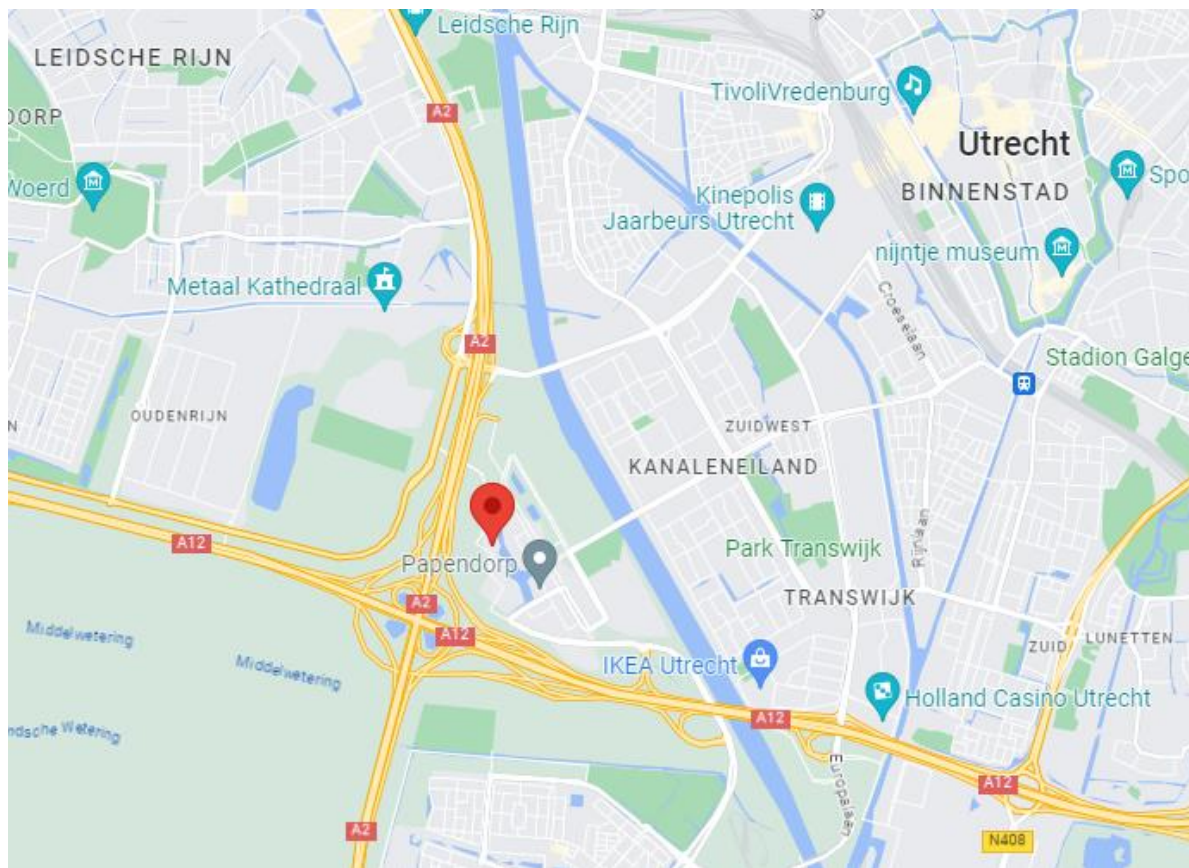 Leidsche Rijn
LEIDSCHE RIJN
A2
TivoliVredenburg
DORP
Utrecht
Woerd
BINNENSTAD
Spo
Kinepolis
Jaarbeurs Utrecht
nijntje museum
Metaal Kathedraal
Croeselaan
A2
Stadion Galge
OUDENRIJN
N
ZUIDWEST
KANALENEILAND
A12
Rijnlaan
Park Transwijk
Papendorp
A2
TRANSWIJK
A12
Middelwetering
Middelwetering
ZUID
LUNETTEN
IKEA Utrecht
Holland Casino Utrecht
A12
ndsche Wetering
Europalaan
A12
A2
N408